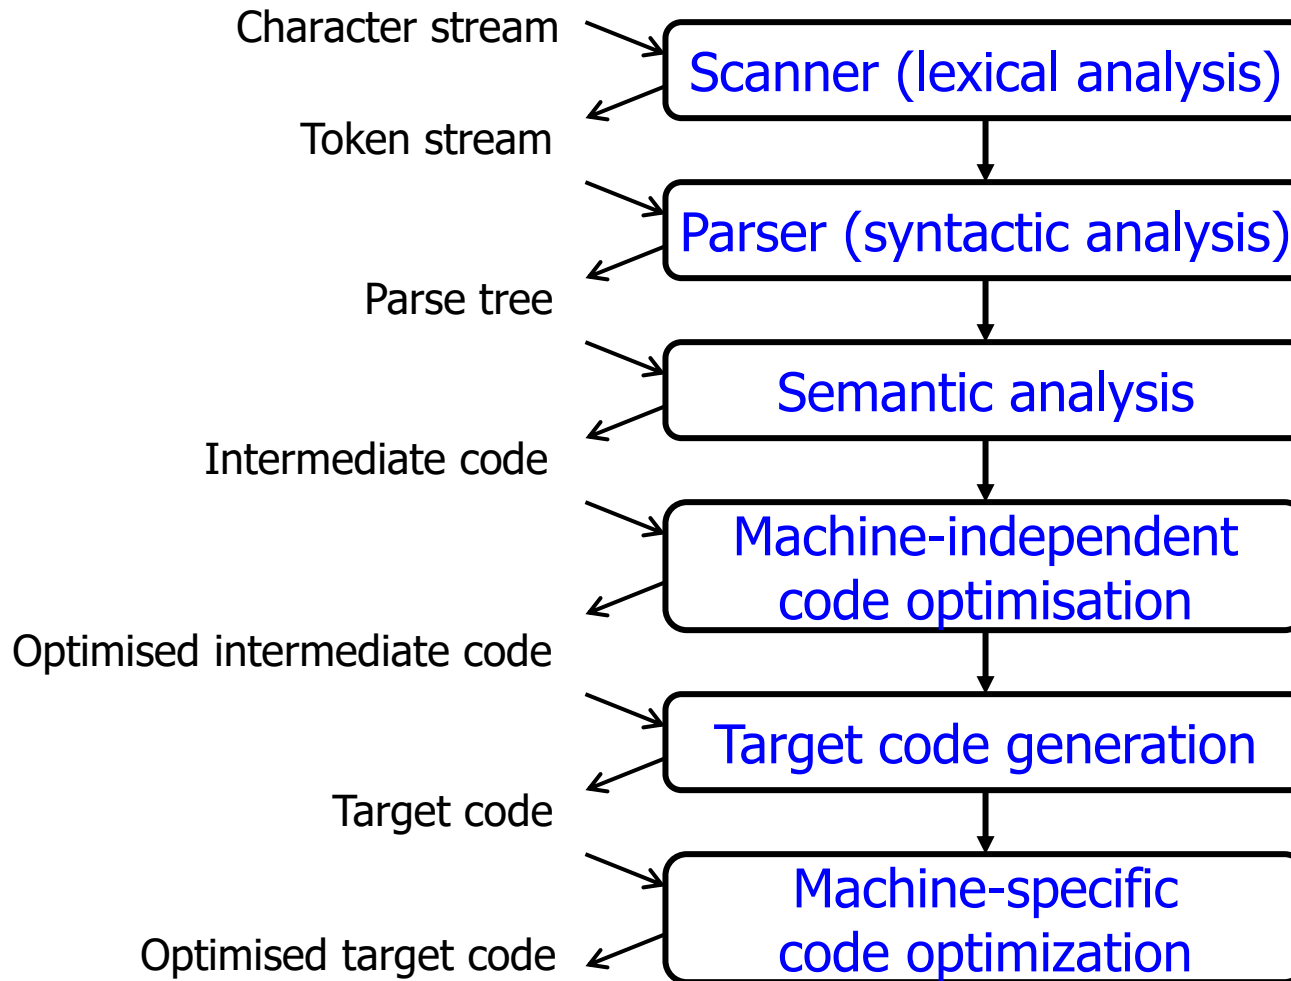 Character stream
Scanner (lexical analysis)
Token stream
Parser (syntactic analysis)
Parse tree
Semantic analysis
Intermediate code
Machine-independent
code optimisation
Optimised intermediate code
Target code generation
Target code
Machine-specific
code optimization
Optimised target code